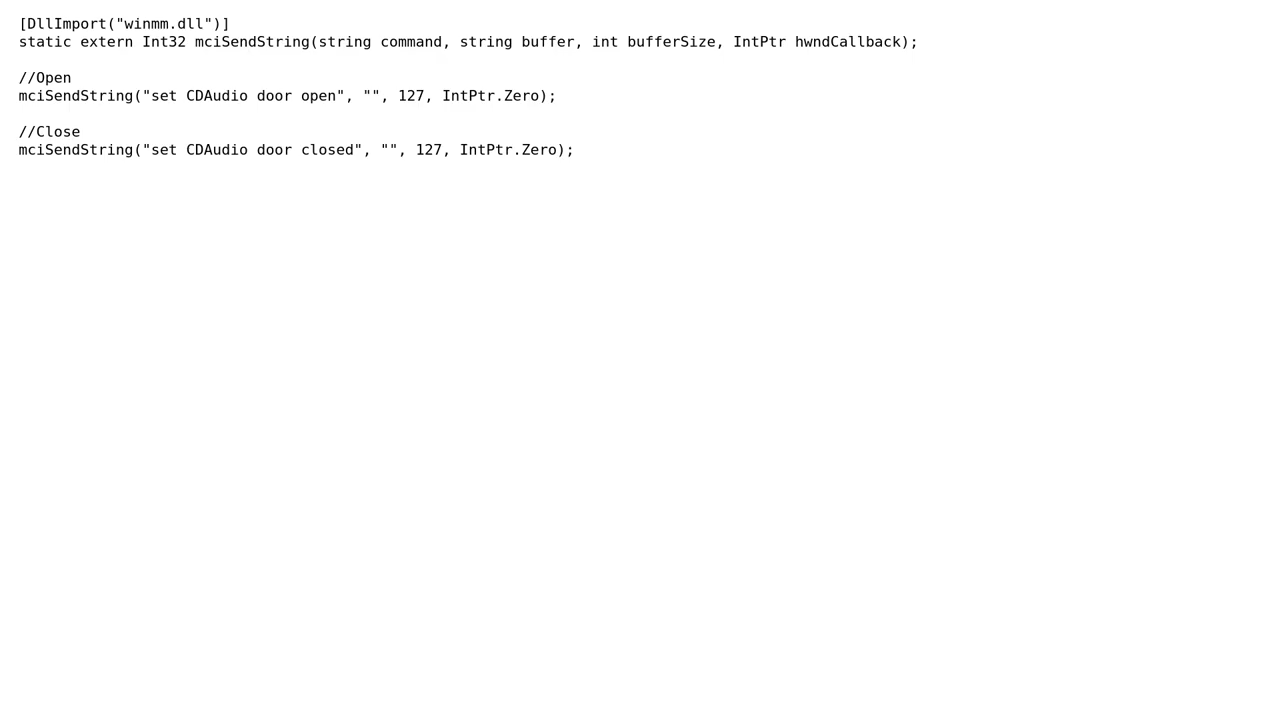 [DllImport("winmm.dll")]
static extern Int32 mciSendString(string command, string buffer, int bufferSize, IntPtr hwndCallback);
//Open
mciSendString("set CDAudio door open", "", 127, IntPtr.Zero);
//Close
mciSendString("set CDAudio door closed", "", 127, IntPtr.Zero);